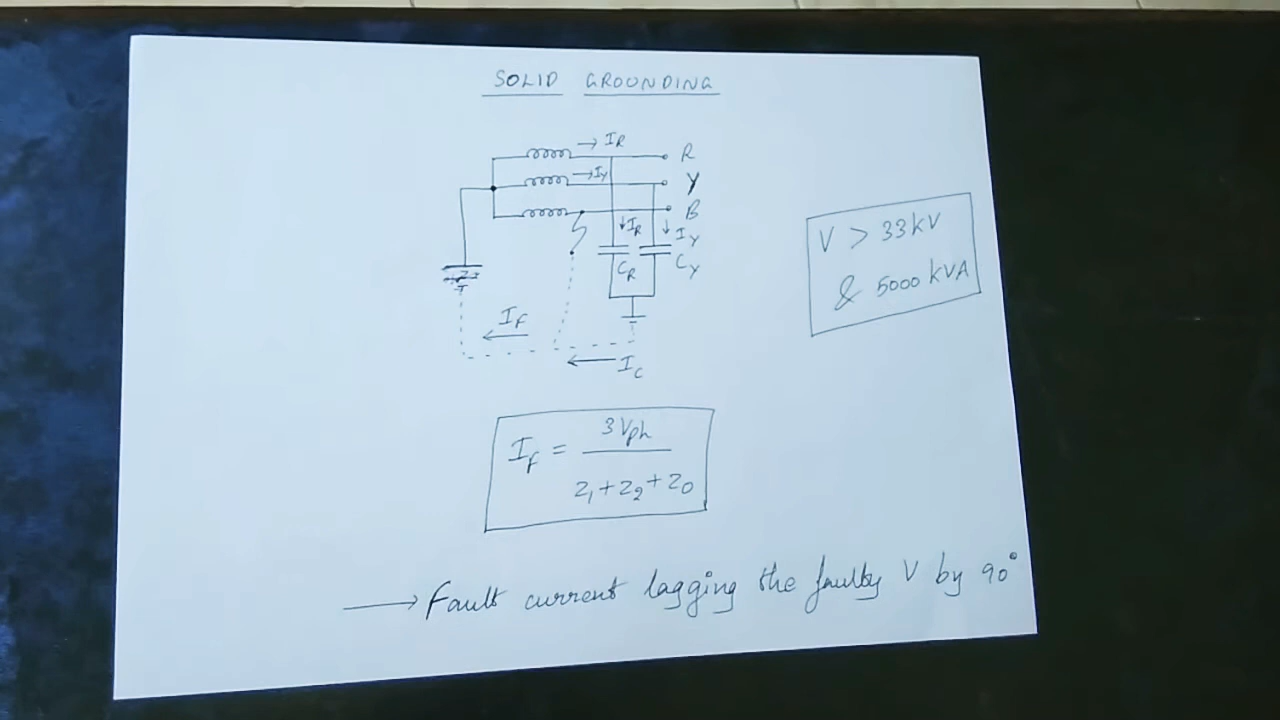 SOLID GROUNDING
→ IR
R
→ IY
Y
B
↓ IR
↓ IY
CR
CY
IF
←
← IC
V > 33kV
& 5000 kVA
IF = 3Vph / Z1+Z2+Z0
→ Fault current lagging the faulty V by 90°